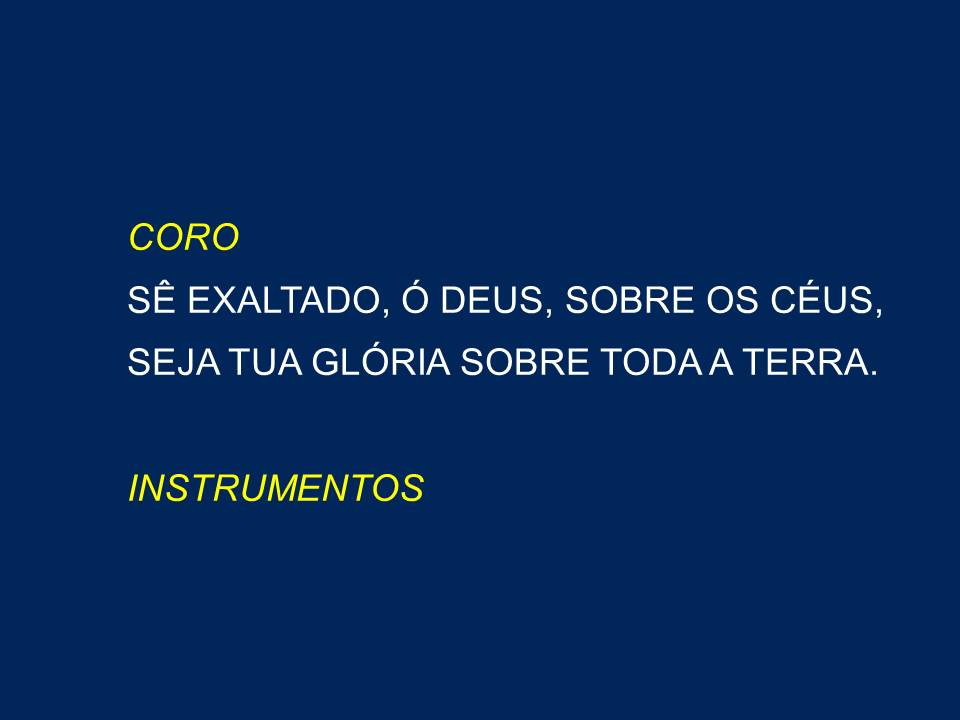 CORO
SÊ EXALTADO, Ó DEUS, SOBRE OS CÉUS,
SEJA TUA GLÓRIA SOBRE TODA A TERRA.
INSTRUMENTOS